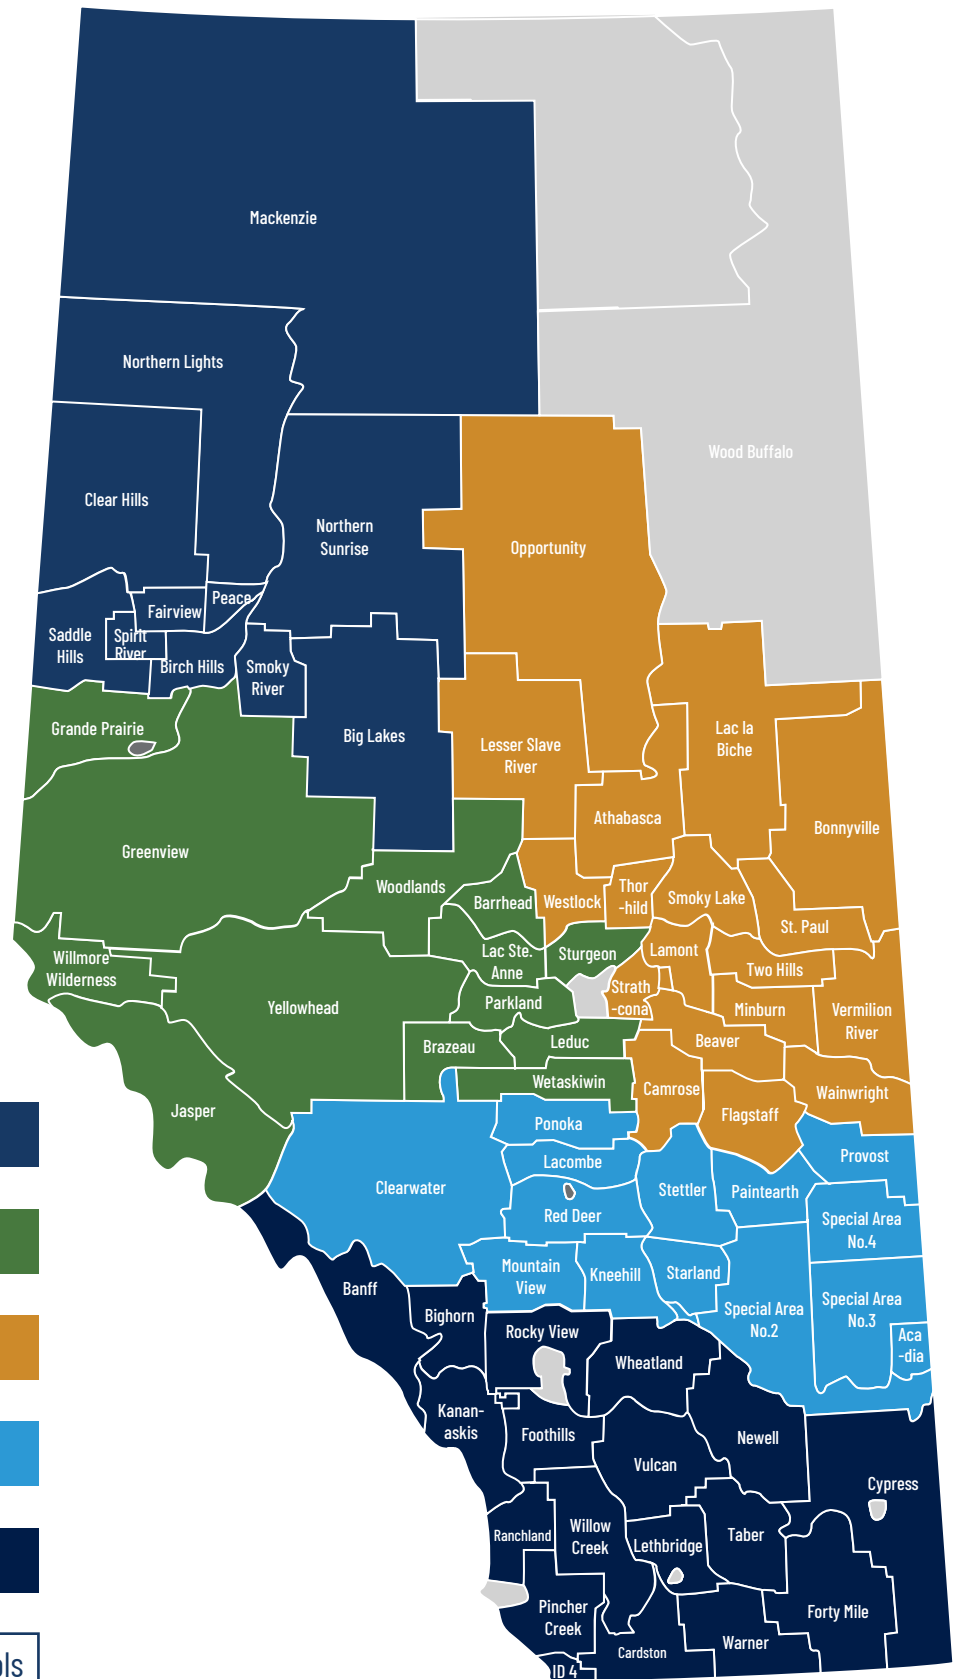 Mackenzie
Northern Lights
Wood Buffalo
Clear Hills
Northern
Sunrise
Opportunity
Peace
Fairview
Saddle
Hills
Spirit
River
Birch Hills
Smoky
River
Grande Prairie
Big Lakes
Lesser Slave
River
Lac la
Biche
Athabasca
Bonnyville
Greenview
Woodlands
Barrhead
Westlock
Thor
-hild
Smoky Lake
St. Paul
Willmore
Wilderness
Lac Ste.
Anne
Sturgeon
Lamont
Two Hills
Yellowhead
Parkland
Strath
-cona
Minburn
Vermilion
River
Brazeau
Leduc
Beaver
Wetaskiwin
Camrose
Wainwright
Jasper
Ponoka
Flagstaff
Lacombe
Provost
Clearwater
Stettler
Paintearth
Red Deer
Special Area
No.4
Mountain
View
Kneehill
Starland
Banff
Special Area
No.2
Special Area
No.3
Bighorn
Rocky View
Aca
-dia
Wheatland
Kanan-
askis
Foothills
Newell
Vulcan
Cypress
Ranchland
Willow
Creek
Lethbridge
Taber
Pincher
Creek
Forty Mile
Cardston
Warner
ID 4
ols